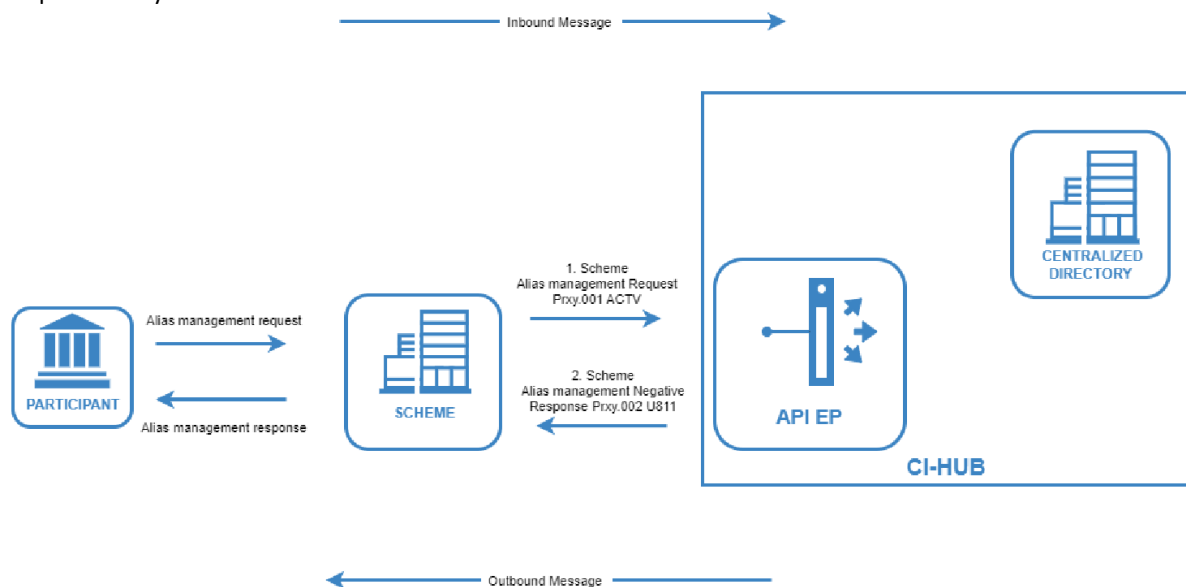 Inbound Message
CENTRALIZED
DIRECTORY
1. Scheme
Alias management Request
Prxy.001 ACTV
Alias management request
2. Scheme
Alias management Negative
Response Prxy.002 U811
PARTICIPANT
SCHEME
API EP
Alias management response
CI-HUB
Outbound Message